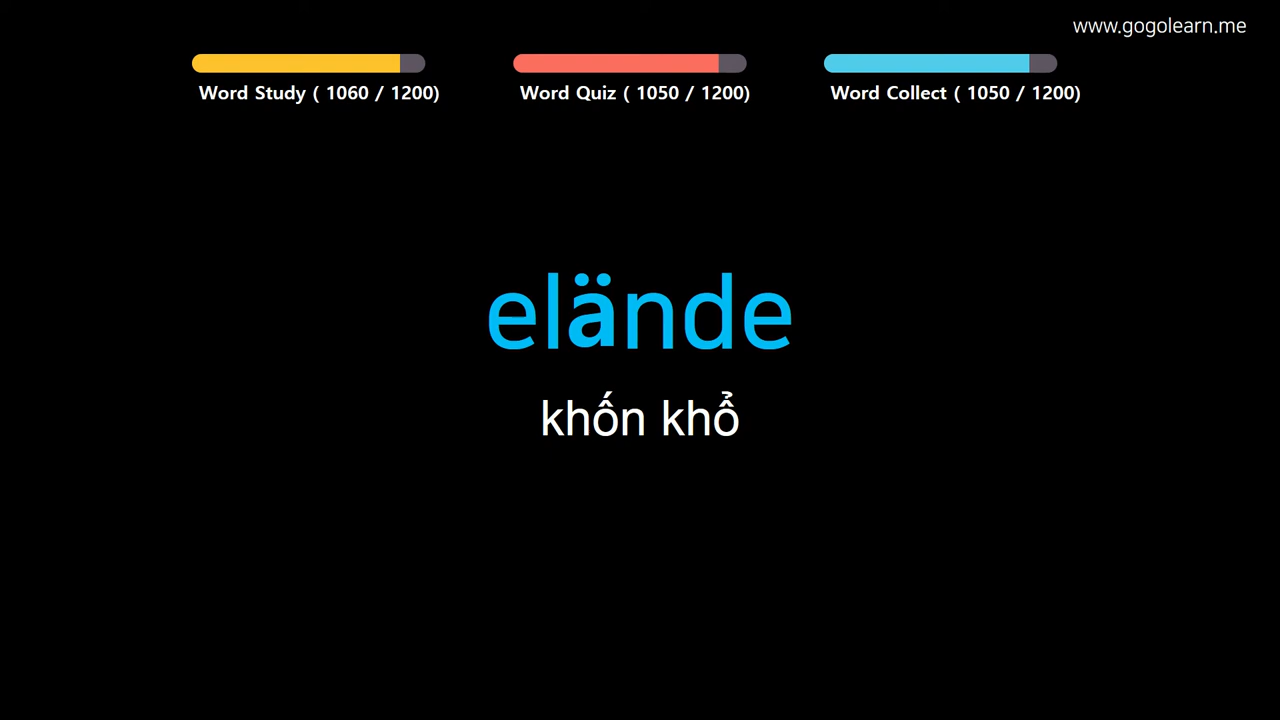 www.gogolearn.me
Word Study ( 1060 / 1200)
Word Quiz ( 1050 / 1200)
Word Collect ( 1050 / 1200)
elände
khốn khổ